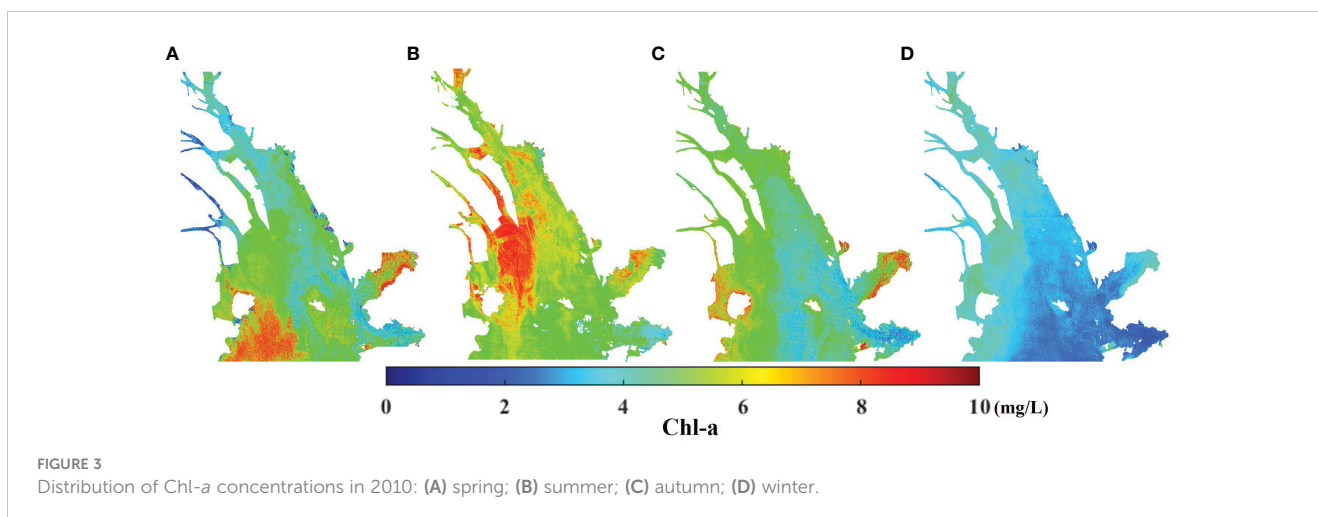 A B C D
0 2 4 6 8 10 (mg/L)
Chl-a
FIGURE 3
Distribution of Chl-a concentrations in 2010: (A) spring; (B) summer; (C) autumn; (D) winter.